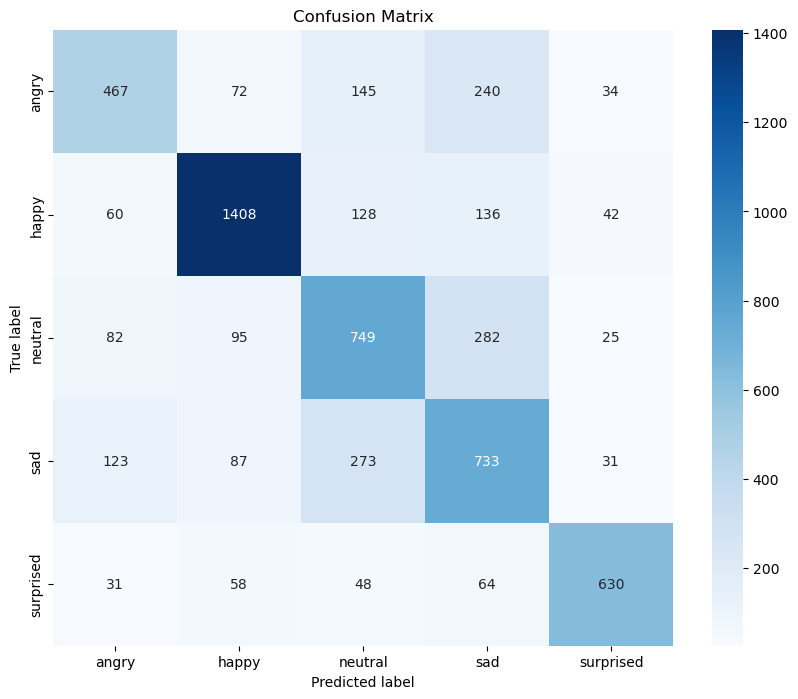 Confusion Matrix
angry 467 72 145 240 34
happy 60 1408 128 136 42
neutral 82 95 749 282 25
sad 123 87 273 733 31
surprised 31 58 48 64 630
angry happy neutral sad surprised
Predicted label
True label
1400
1200
1000
800
600
400
200